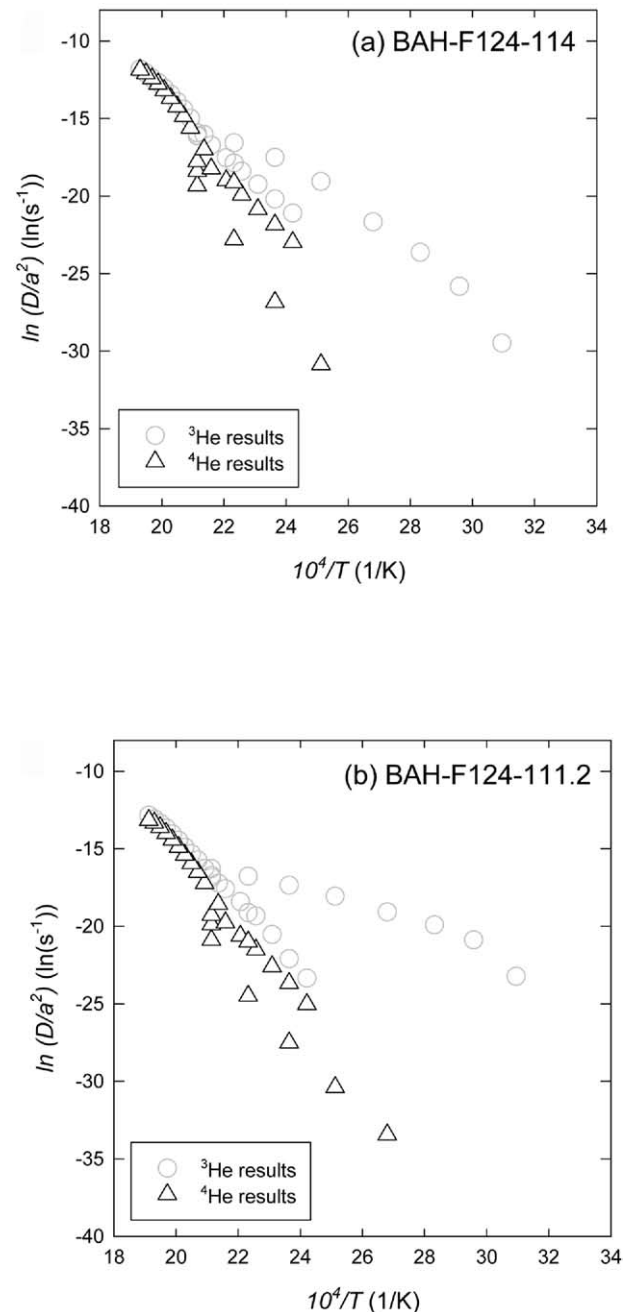 (a) BAH-F124-114
-10
-15
-20
-25
-30
-35
-40
ln (D/a²) (ln(s⁻¹))
³He results
⁴He results
18 20 22 24 26 28 30 32 34
10⁴/T (1/K)
(b) BAH-F124-111.2
-10
-15
-20
-25
-30
-35
-40
ln (D/a²) (ln(s⁻¹))
³He results
⁴He results
18 20 22 24 26 28 30 32 34
10⁴/T (1/K)